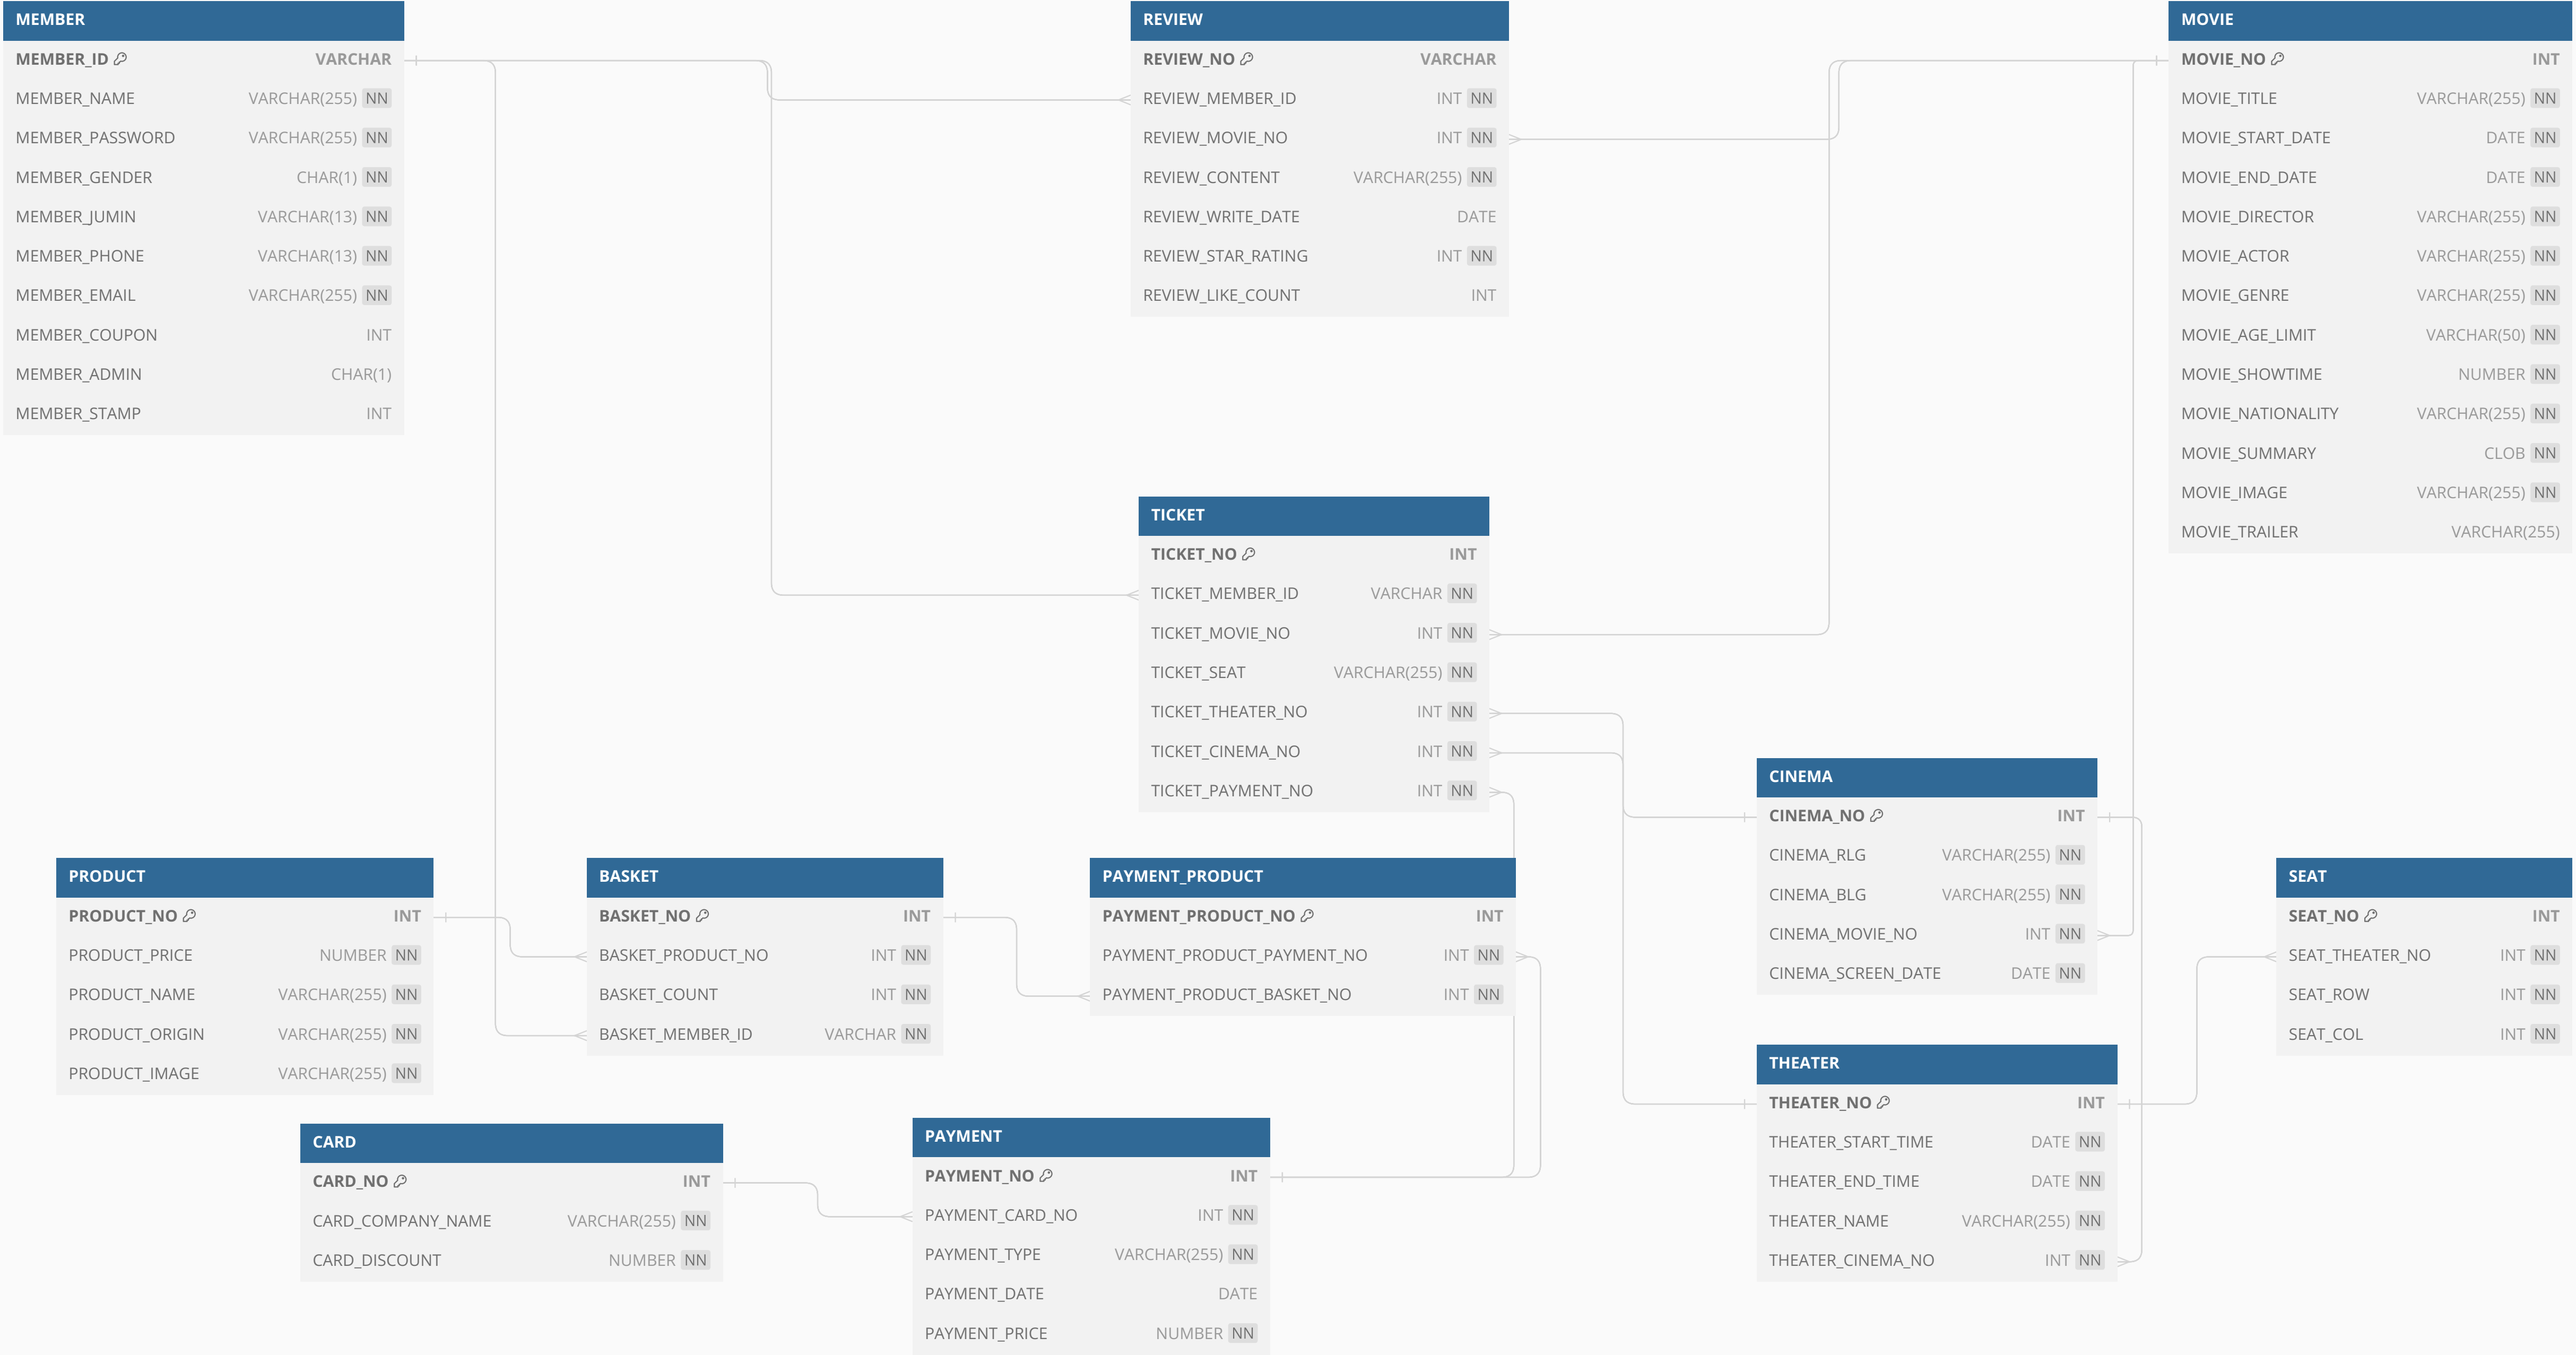 MEMBER
MEMBER_ID VARCHAR
MEMBER_NAME VARCHAR(255) NN
MEMBER_PASSWORD VARCHAR(255) NN
MEMBER_GENDER CHAR(1) NN
MEMBER_JUMIN VARCHAR(13) NN
MEMBER_PHONE VARCHAR(13) NN
MEMBER_EMAIL VARCHAR(255) NN
MEMBER_COUPON INT
MEMBER_ADMIN CHAR(1)
MEMBER_STAMP INT
REVIEW
REVIEW_NO VARCHAR
REVIEW_MEMBER_ID INT NN
REVIEW_MOVIE_NO INT NN
REVIEW_CONTENT VARCHAR(255) NN
REVIEW_WRITE_DATE DATE
REVIEW_STAR_RATING INT NN
REVIEW_LIKE_COUNT INT
MOVIE
MOVIE_NO INT
MOVIE_TITLE VARCHAR(255) NN
MOVIE_START_DATE DATE NN
MOVIE_END_DATE DATE NN
MOVIE_DIRECTOR VARCHAR(255) NN
MOVIE_ACTOR VARCHAR(255) NN
MOVIE_GENRE VARCHAR(255) NN
MOVIE_AGE_LIMIT VARCHAR(50) NN
MOVIE_SHOWTIME NUMBER NN
MOVIE_NATIONALITY VARCHAR(255) NN
MOVIE_SUMMARY CLOB NN
MOVIE_IMAGE VARCHAR(255) NN
MOVIE_TRAILER VARCHAR(255)
TICKET
TICKET_NO INT
TICKET_MEMBER_ID VARCHAR NN
TICKET_MOVIE_NO INT NN
TICKET_SEAT VARCHAR(255) NN
TICKET_THEATER_NO INT NN
TICKET_CINEMA_NO INT NN
TICKET_PAYMENT_NO INT NN
CINEMA
CINEMA_NO INT
CINEMA_RLG VARCHAR(255) NN
CINEMA_BLG VARCHAR(255) NN
CINEMA_MOVIE_NO INT NN
CINEMA_SCREEN_DATE DATE NN
PRODUCT
PRODUCT_NO INT
PRODUCT_PRICE NUMBER NN
PRODUCT_NAME VARCHAR(255) NN
PRODUCT_ORIGIN VARCHAR(255) NN
PRODUCT_IMAGE VARCHAR(255) NN
BASKET
BASKET_NO INT
BASKET_PRODUCT_NO INT NN
BASKET_COUNT INT NN
BASKET_MEMBER_ID VARCHAR NN
PAYMENT_PRODUCT
PAYMENT_PRODUCT_NO INT
PAYMENT_PRODUCT_PAYMENT_NO INT NN
PAYMENT_PRODUCT_BASKET_NO INT NN
SEAT
SEAT_NO INT
SEAT_THEATER_NO INT NN
SEAT_ROW INT NN
SEAT_COL INT NN
THEATER
THEATER_NO INT
THEATER_START_TIME DATE NN
THEATER_END_TIME DATE NN
THEATER_NAME VARCHAR(255) NN
THEATER_CINEMA_NO INT NN
CARD
CARD_NO INT
CARD_COMPANY_NAME VARCHAR(255) NN
CARD_DISCOUNT NUMBER NN
PAYMENT
PAYMENT_NO INT
PAYMENT_CARD_NO INT NN
PAYMENT_TYPE VARCHAR(255) NN
PAYMENT_DATE DATE
PAYMENT_PRICE NUMBER NN